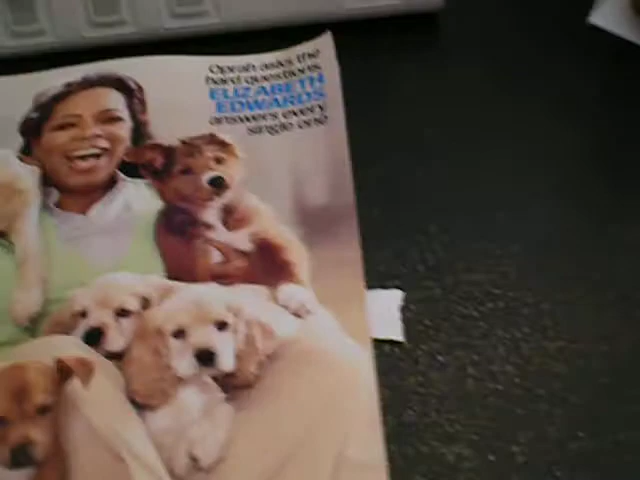 Oprah asks the
hard questions
ELIZABETH
EDWARDS
answers every
single one